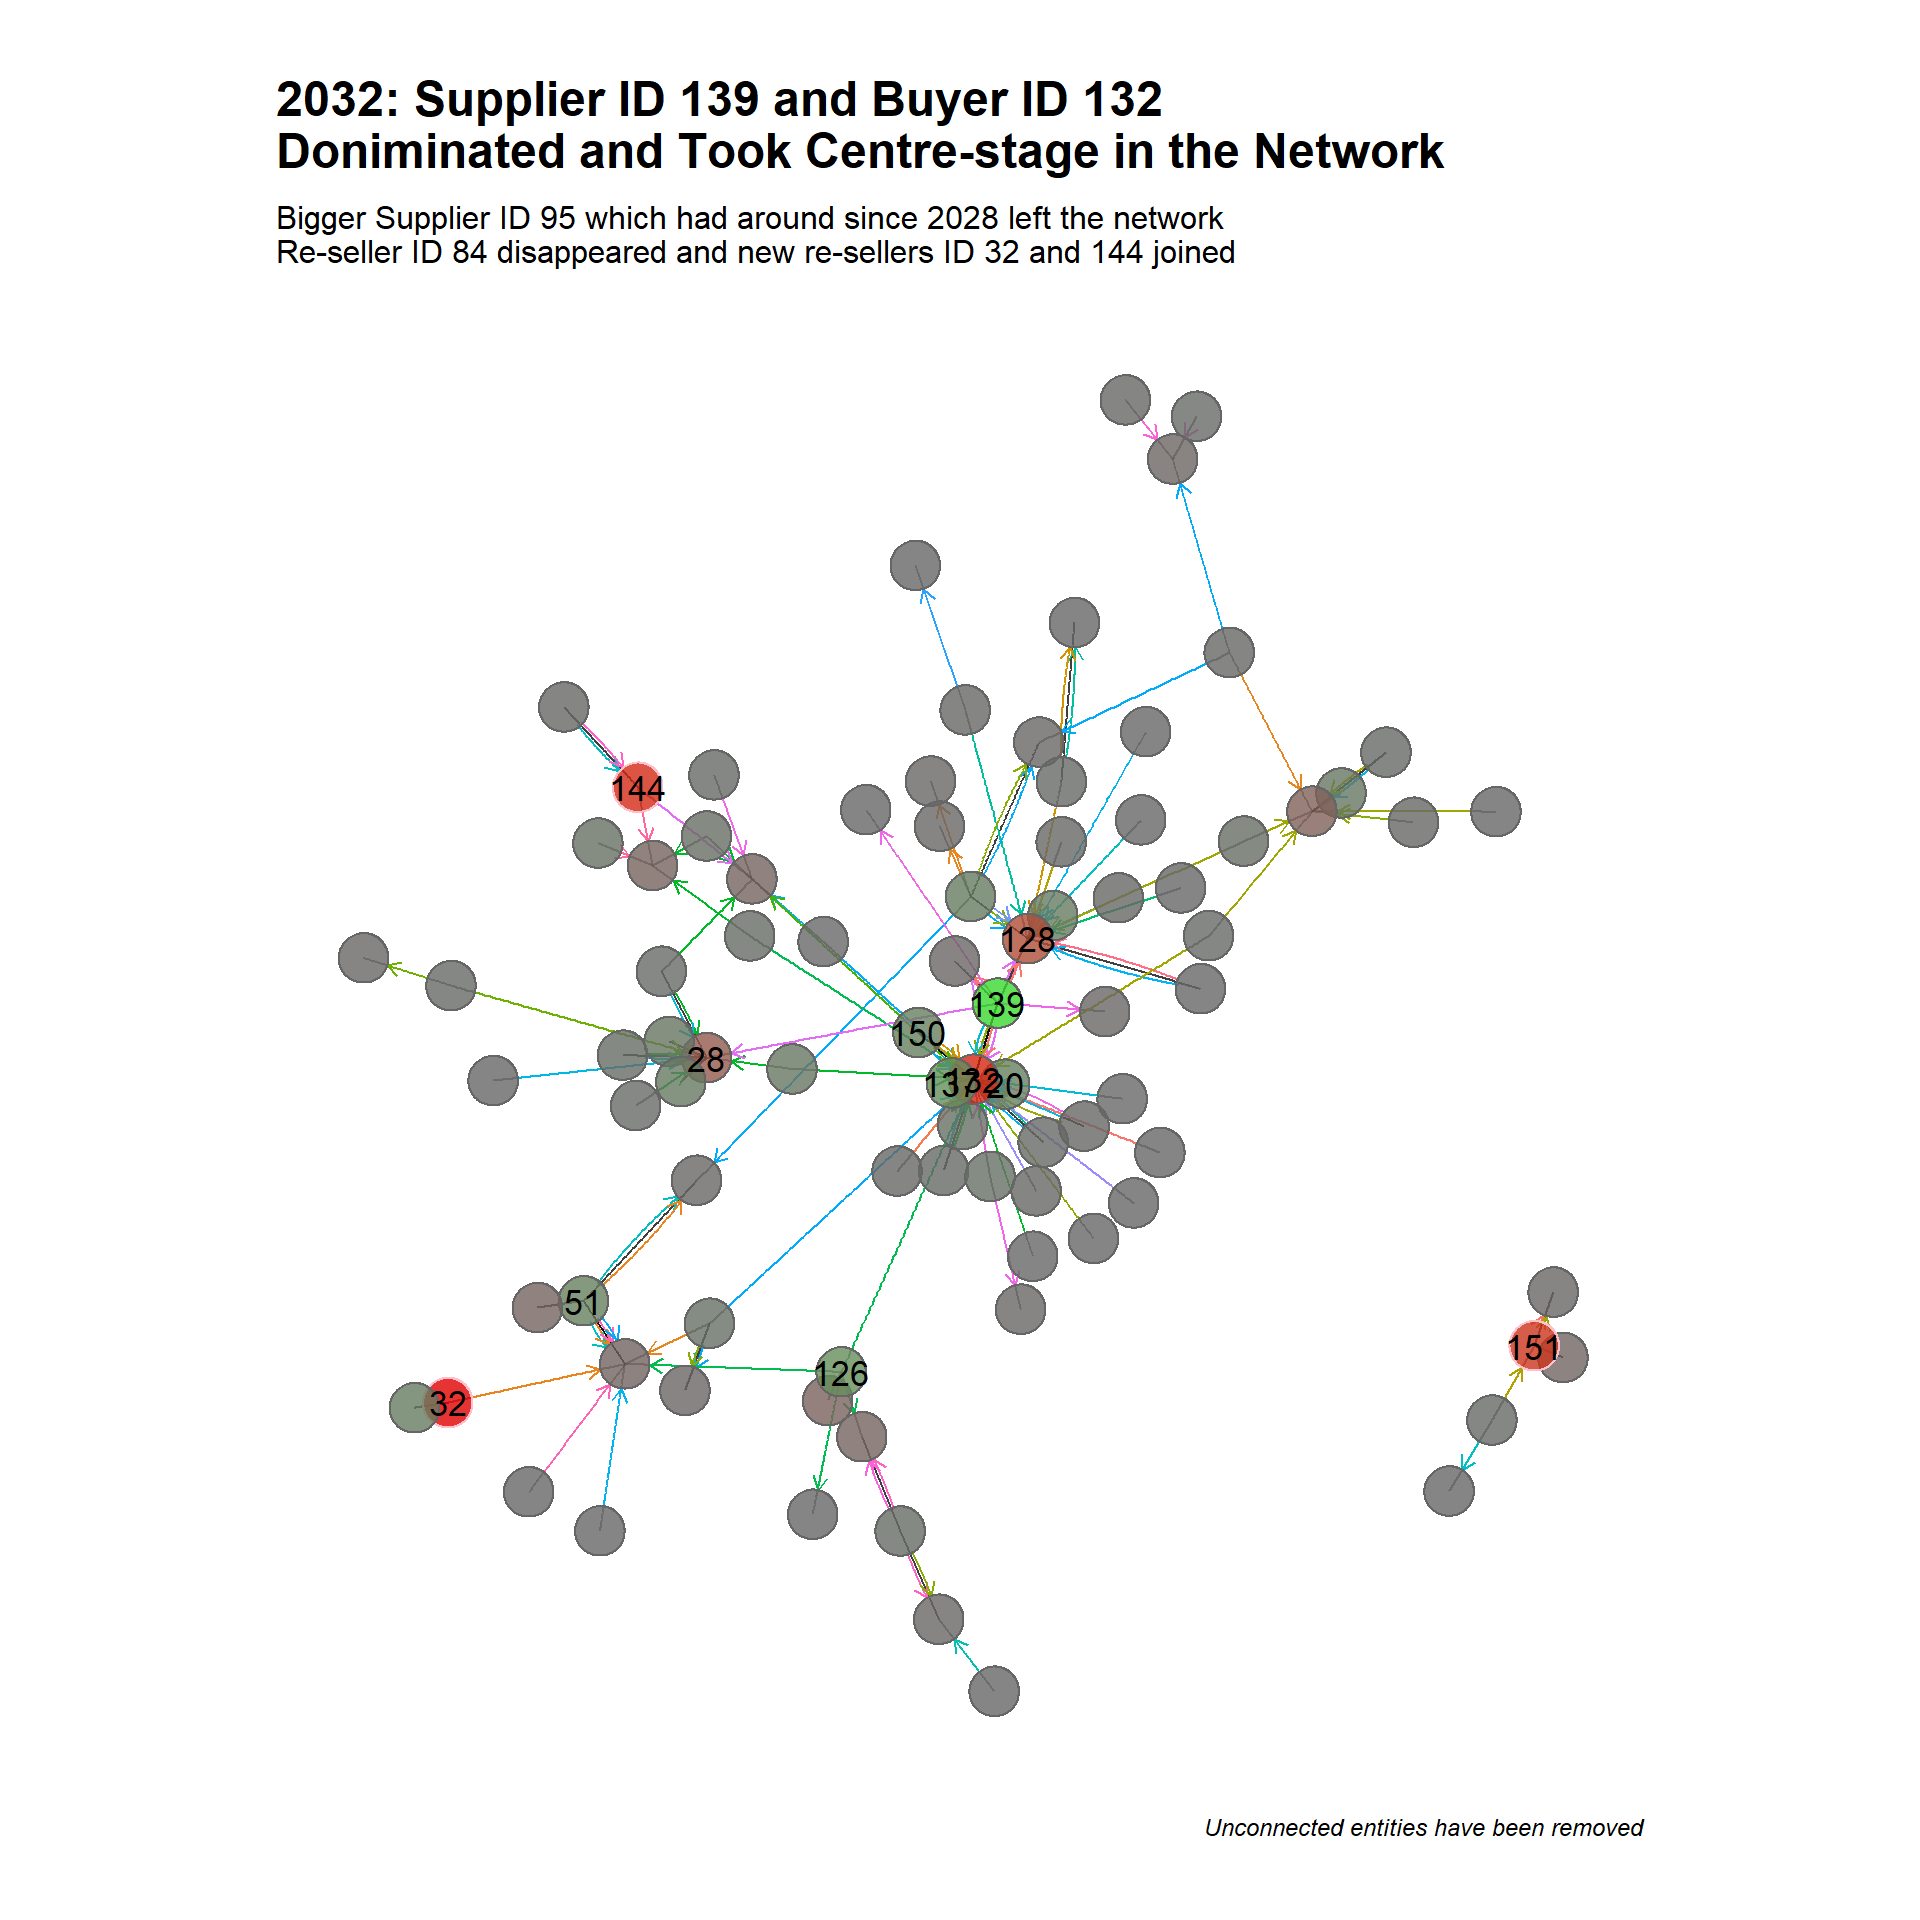 2032: Supplier ID 139 and Buyer ID 132
Doniminated and Took Centre-stage in the Network
Bigger Supplier ID 95 which had around since 2028 left the network
Re-seller ID 84 disappeared and new re-sellers ID 32 and 144 joined
144
128
139
150
28
137
132
20
51
151
126
32
Unconnected entities have been removed